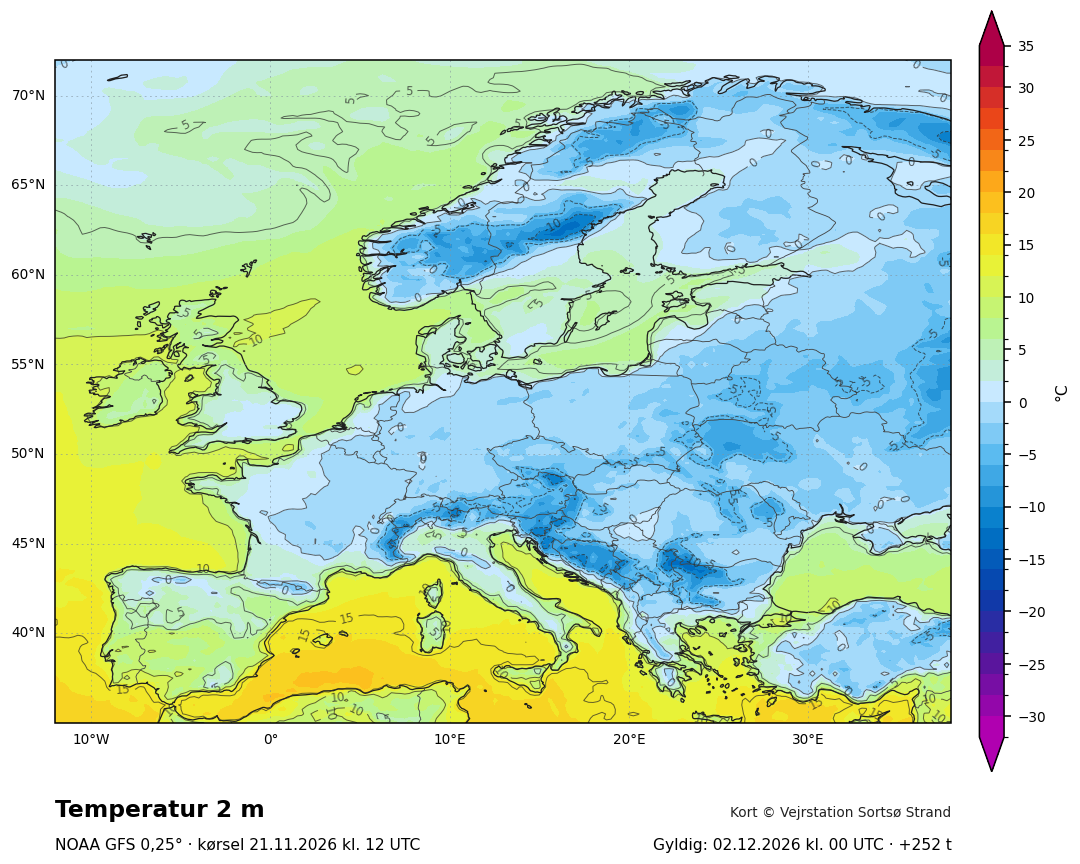 70°N
65°N
60°N
55°N
50°N
45°N
40°N
10°W
0°
10°E
20°E
30°E
35
30
25
20
15
10
5
0
−5
−10
−15
−20
−25
−30
°C
Temperatur 2 m
Kort © Vejrstation Sortsø Strand
NOAA GFS 0,25° · kørsel 21.11.2026 kl. 12 UTC
Gyldig: 02.12.2026 kl. 00 UTC · +252 t